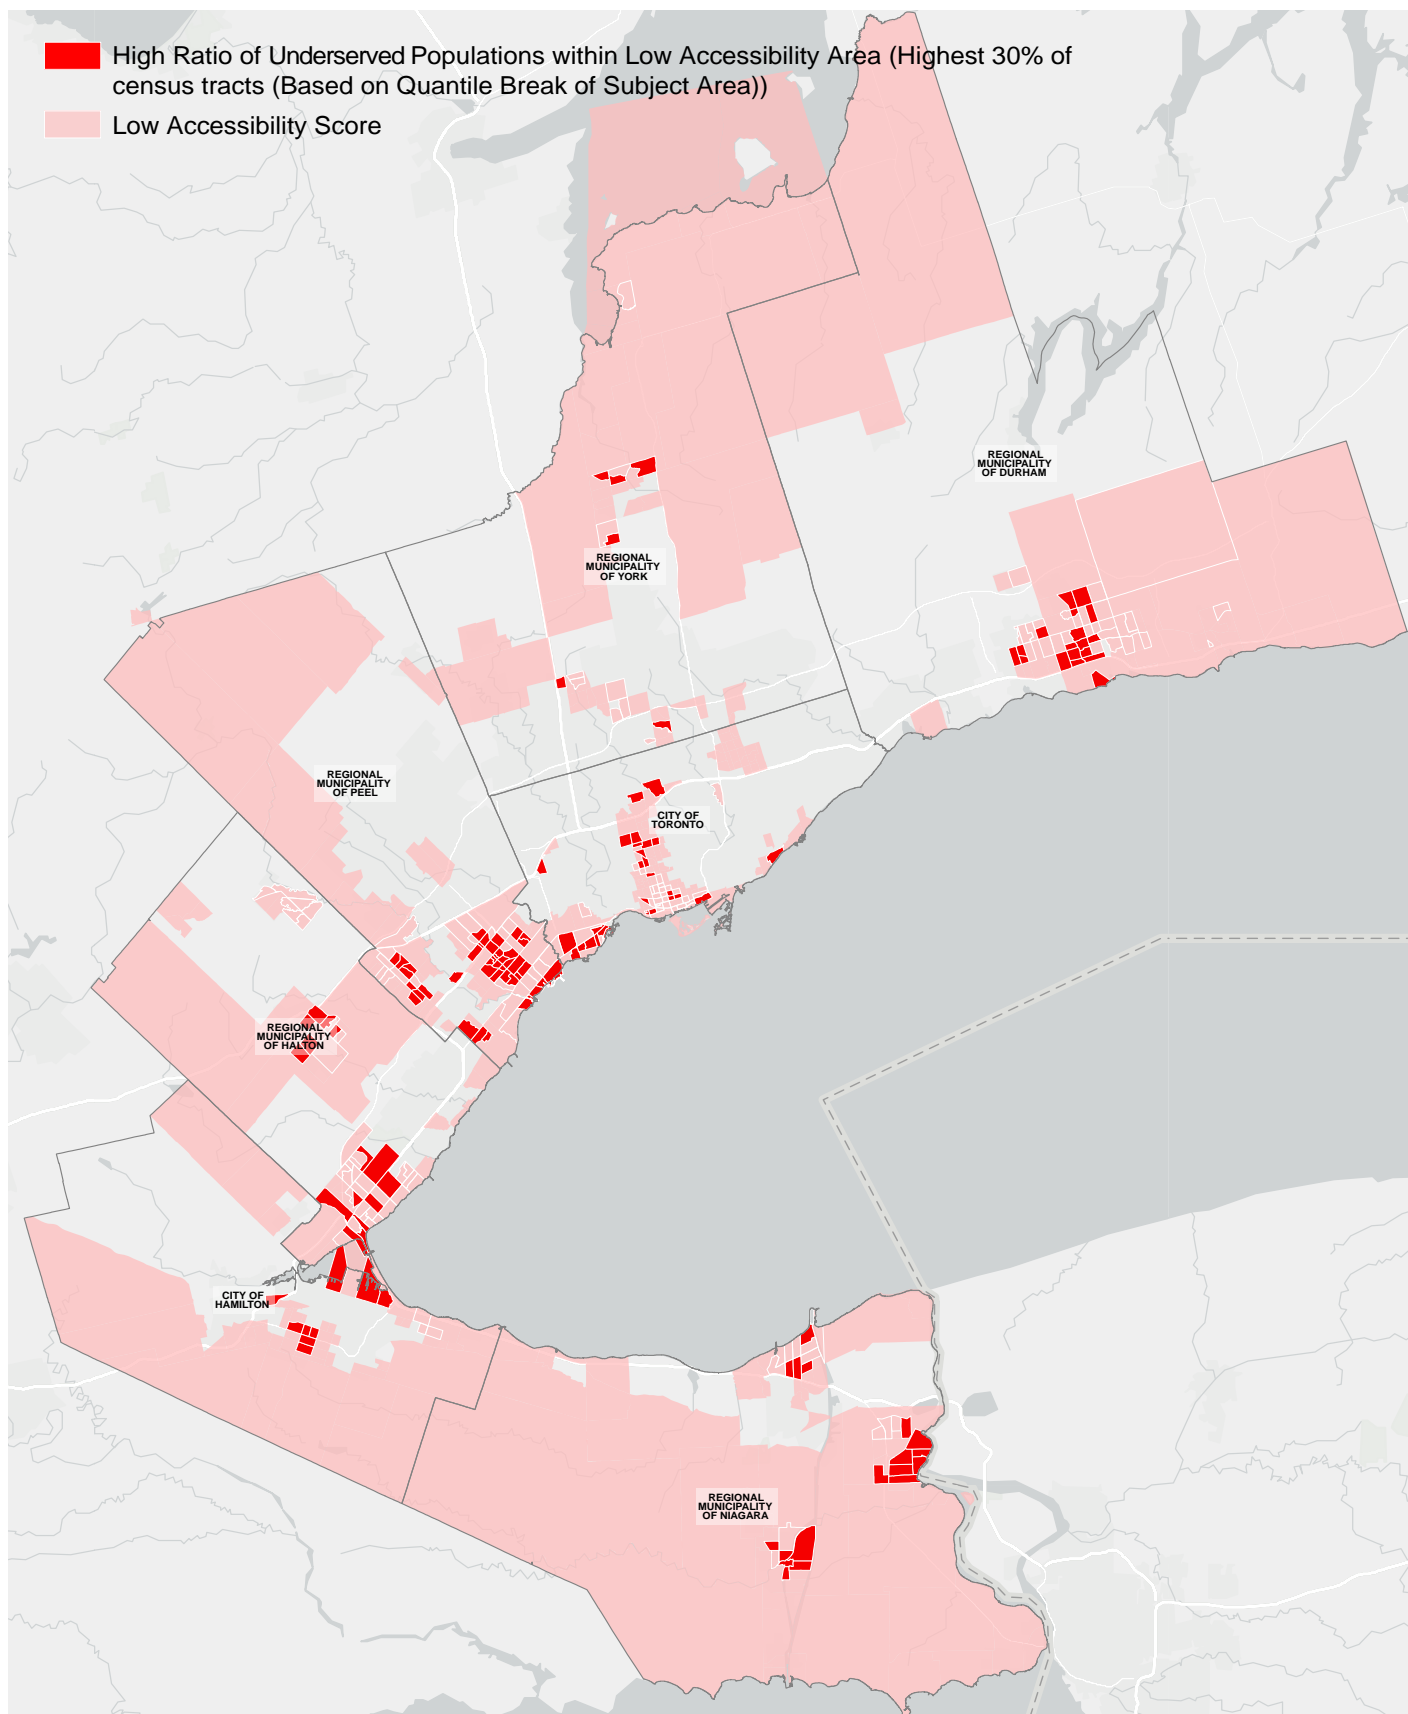 High Ratio of Underserved Populations within Low Accessibility Area (Highest 30% of
census tracts (Based on Quantile Break of Subject Area))
Low Accessibility Score
REGIONAL
MUNICIPALITY
OF DURHAM
REGIONAL
MUNICIPALITY
OF YORK
REGIONAL
MUNICIPALITY
OF PEEL
CITY OF
TORONTO
REGIONAL
MUNICIPALITY
OF HALTON
CITY OF
HAMILTON
REGIONAL
MUNICIPALITY
OF NIAGARA